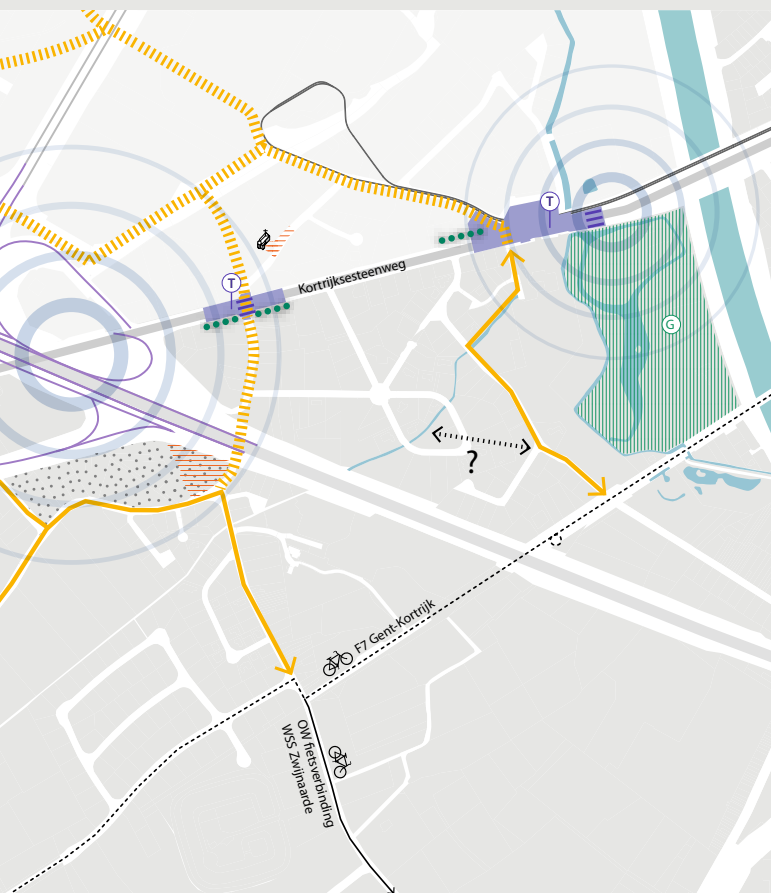 T
T
Kortrijksesteenweg
G
?
F7 Gent-Kortrijk
OW fietsverbinding
WSS Zwijnaarde